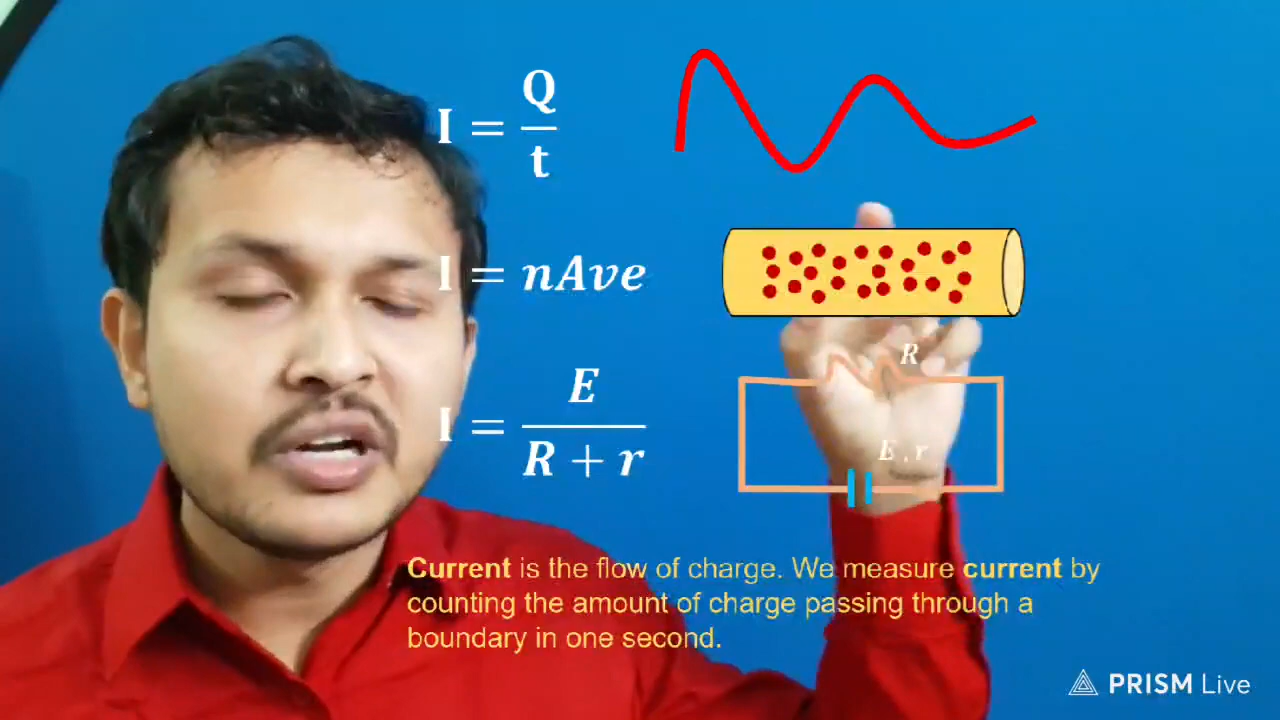 I = Q/t
I = nAve
I = E/(R + r)
R
E , r
Current is the flow of charge. We measure current by
counting the amount of charge passing through a
boundary in one second.
PRISM Live